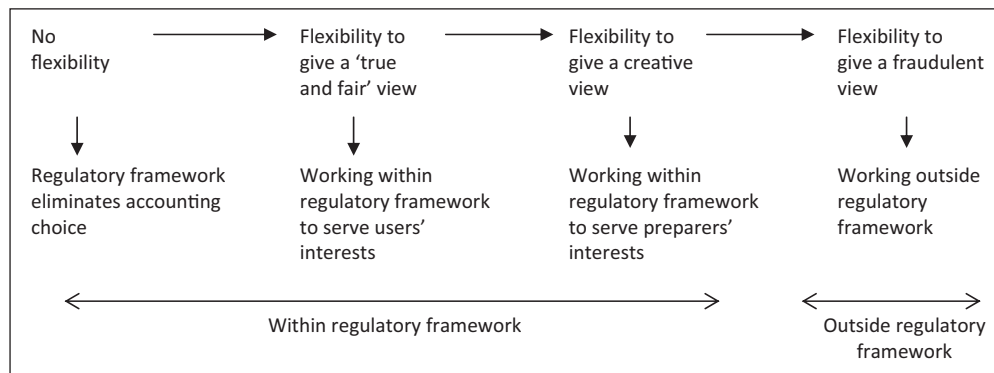 No
flexibility
Flexibility to
give a ‘true
and fair’ view
Flexibility to
give a creative
view
Flexibility to
give a fraudulent
view
Regulatory framework
eliminates accounting
choice
Working within
regulatory framework
to serve users’
interests
Working within
regulatory framework
to serve preparers’
interests
Working outside
regulatory
framework
Within regulatory framework
Outside regulatory
framework